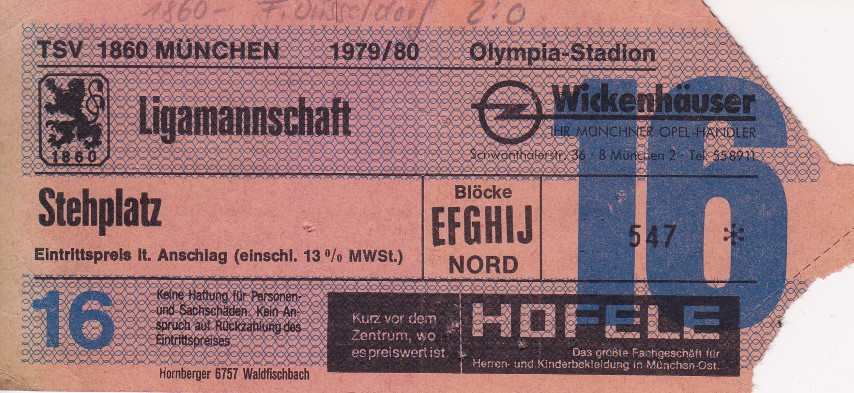 1860 - F. Düsseldorf 2:0
TSV 1860 MÜNCHEN 1979/80 Olympia-Stadion
1860
Ligamannschaft
Wickenhäuser
IHR MÜNCHNER OPEL-HÄNDLER
Schwanthalerstr. 36 · 8 München 2 · Tel. 558911
16
Stehplatz
Eintrittspreis lt. Anschlag (einschl. 13 % MWSt.)
Blöcke
EFGHIJ
NORD
547 *
16
Keine Haftung für Personen-
und Sachschäden. Kein An-
spruch auf Rückzahlung des
Eintrittspreises
Hornberger 6757 Waldfischbach
Kurz vor dem
Zentrum, wo
es preiswert ist.
HÖFELE
Das größte Fachgeschäft für
Herren- und Kinderbekleidung in München-Ost.